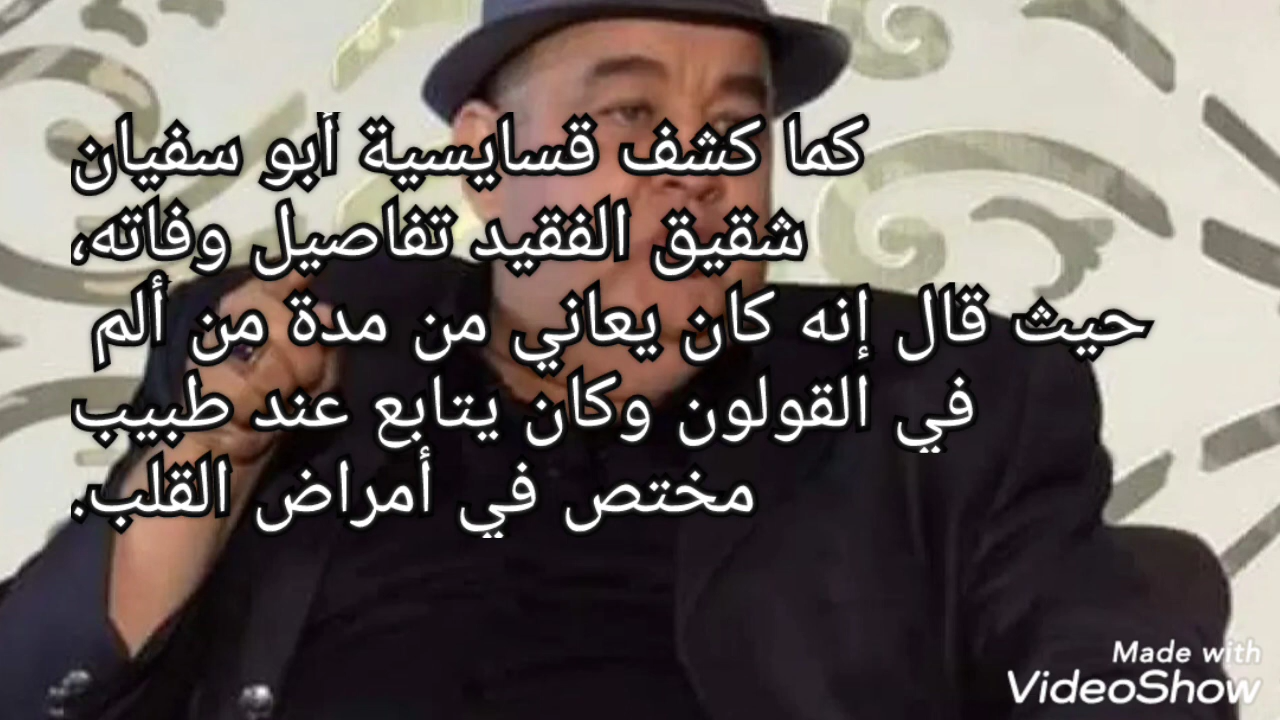 كما كشف قسايسية أبو سفيان
شقيق الفقيد تفاصيل وفاته،
حيث قال إنه كان يعاني من مدة من ألم
في القولون وكان يتابع عند طبيب
مختص في أمراض القلب.
Made with
VideoShow